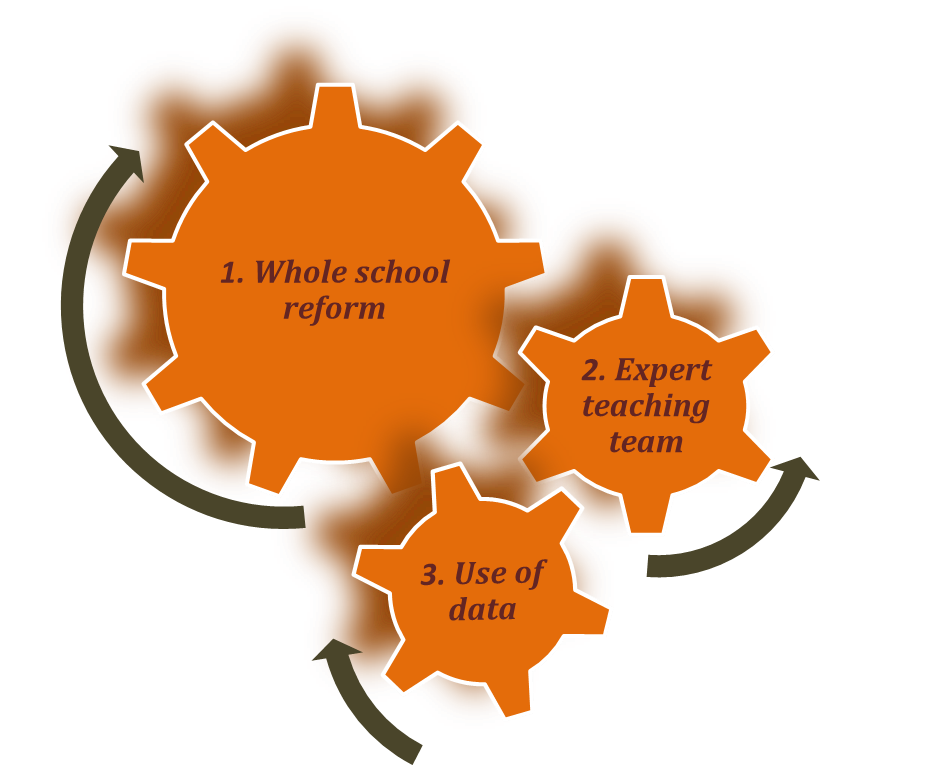 1. Whole school
reform
2. Expert
teaching
team
3. Use of
data